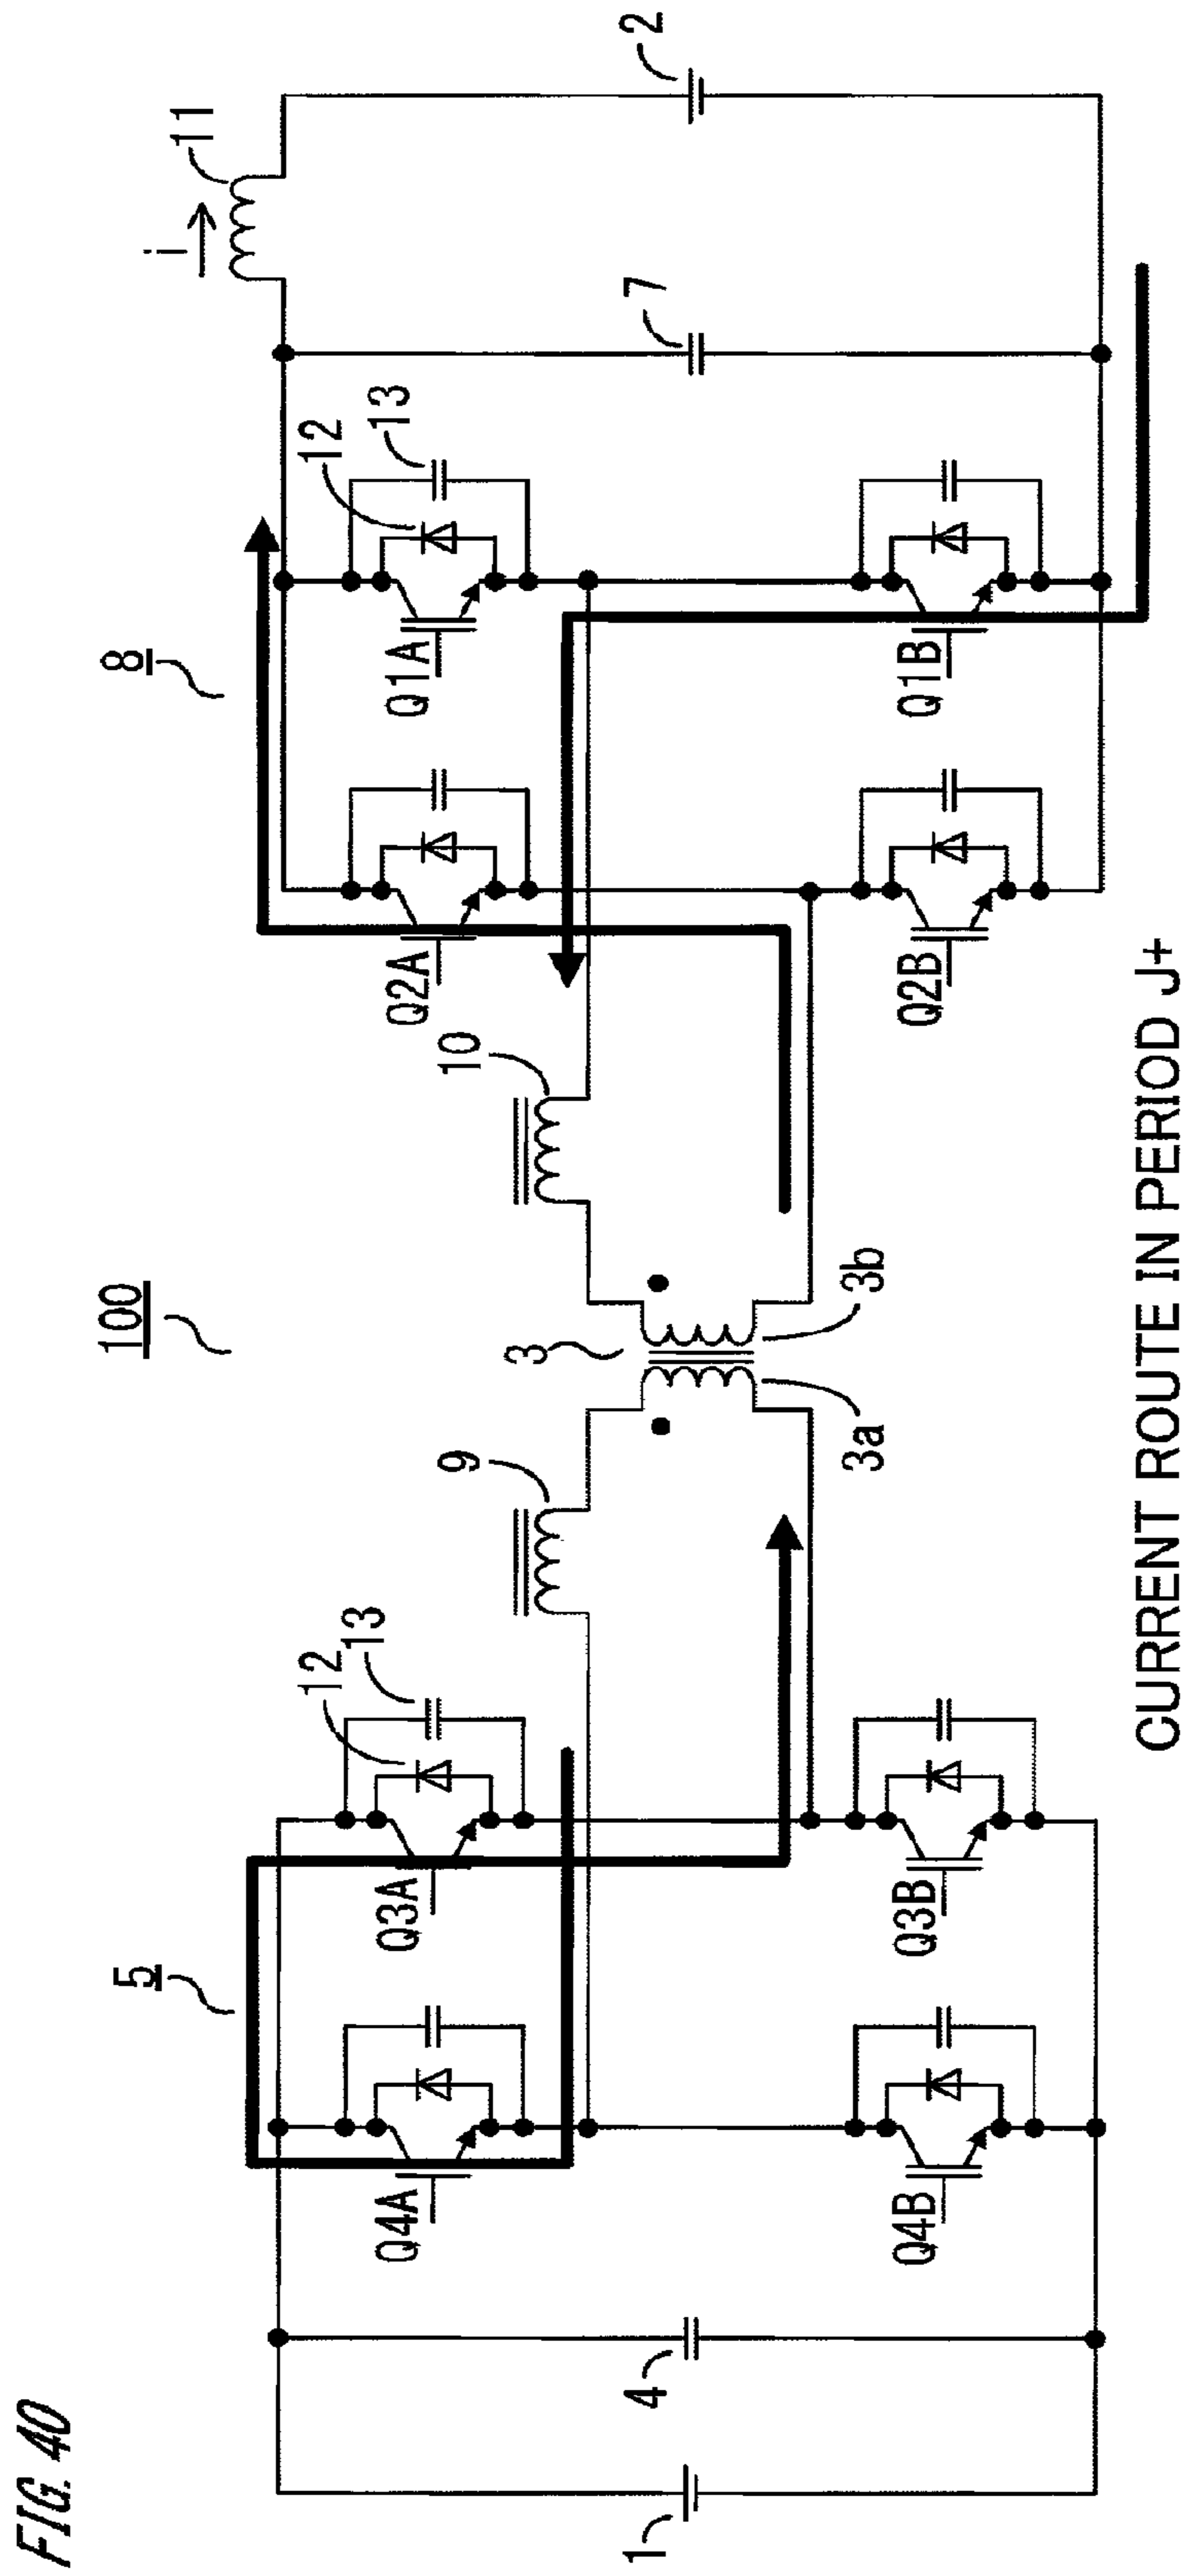 FIG. 40
100
5
8
i
11
12
13
12
13
Q4A
Q3A
9
10
Q2A
Q1A
1
4
3
7
2
3a
3b
Q4B
Q3B
Q2B
Q1B
CURRENT ROUTE IN PERIOD J+